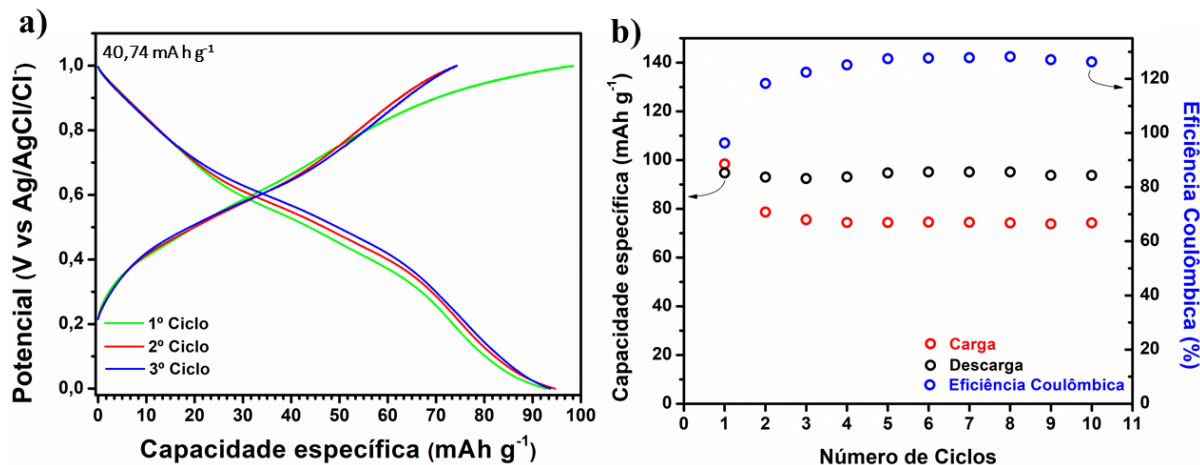 a)
40,74 mA h g⁻¹
Potencial (V vs Ag/AgCl/Cl⁻)
1,0
0,8
0,6
0,4
0,2
0,0
1º Ciclo
2º Ciclo
3º Ciclo
0 10 20 30 40 50 60 70 80 90 100
Capacidade específica (mAh g⁻¹)
b)
Capacidade específica (mAh g⁻¹)
140
120
100
80
60
40
20
0
Carga
Descarga
Eficiência Coulômbica
0 1 2 3 4 5 6 7 8 9 10 11
Número de Ciclos
120
100
80
60
40
20
0
Eficiência Coulômbica (%)